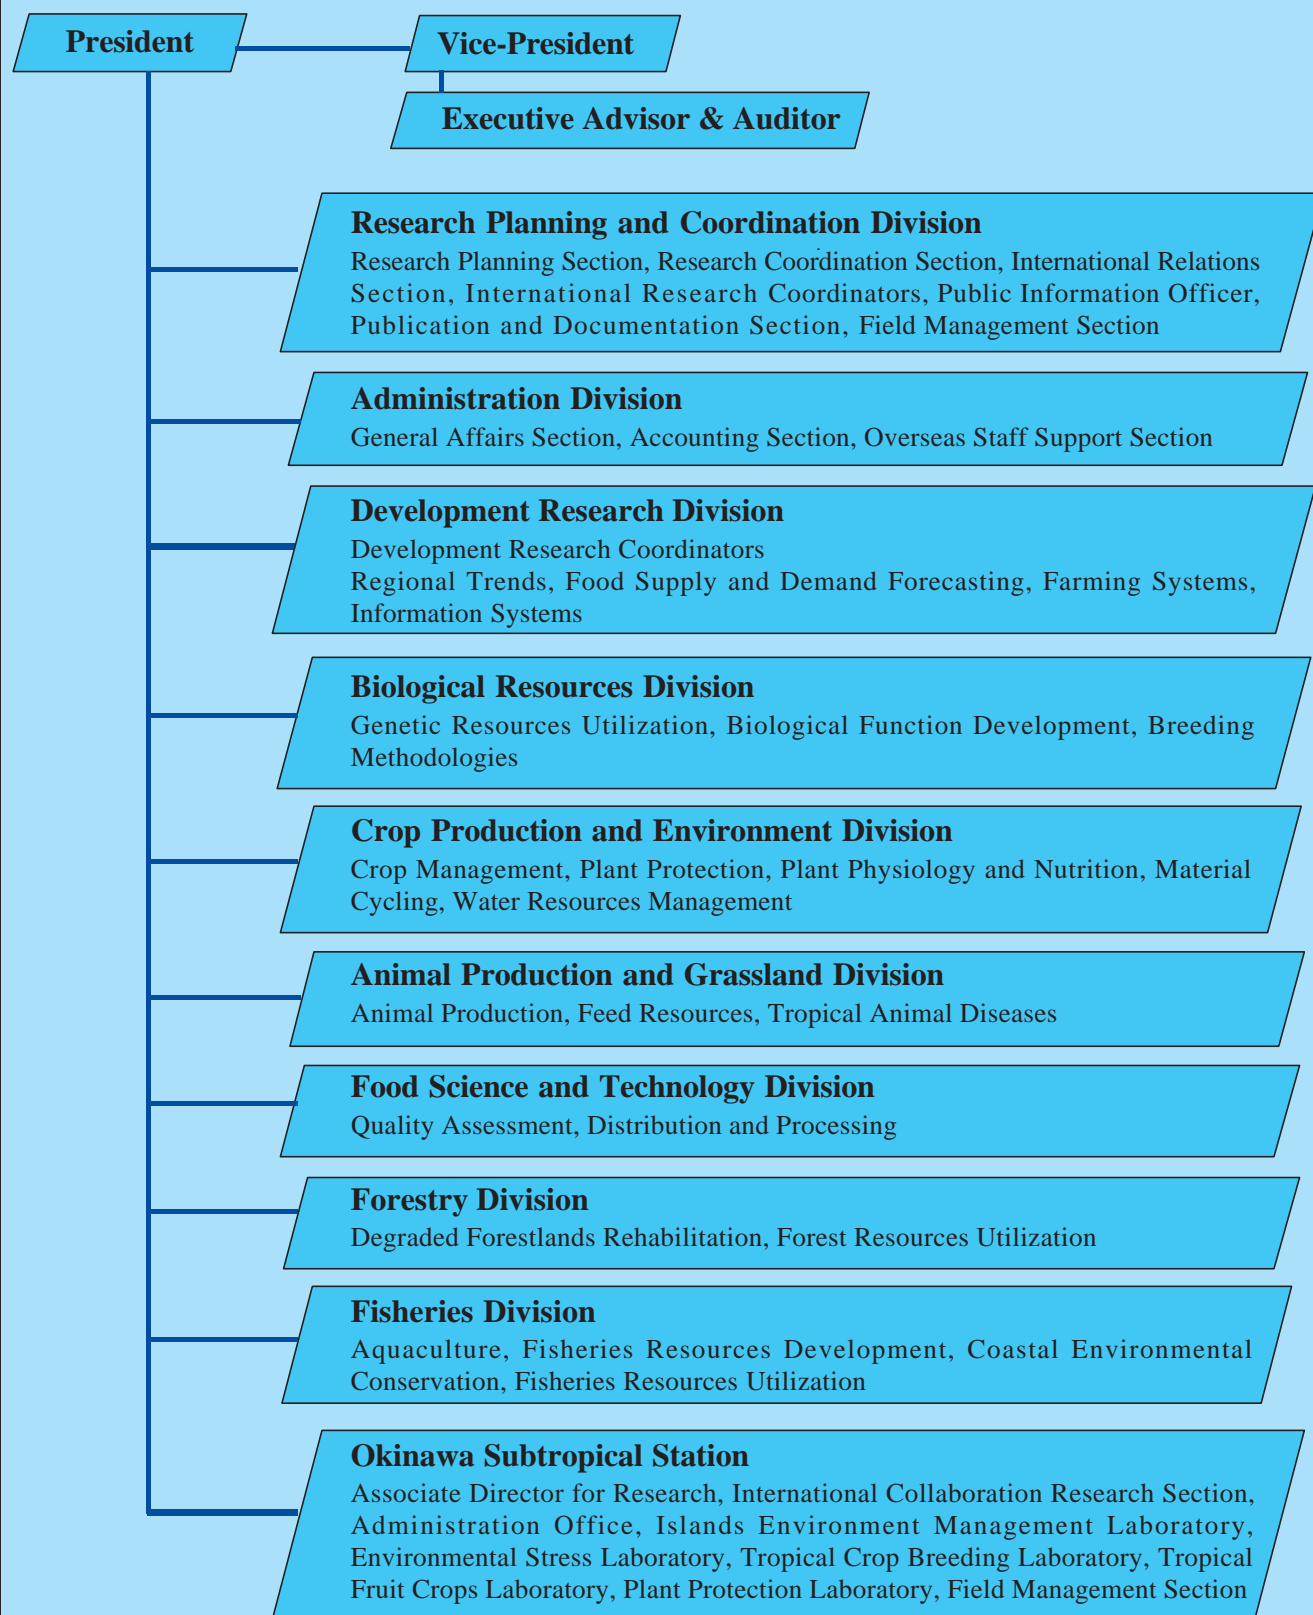 President
Vice-President
Executive Advisor & Auditor
Research Planning and Coordination Division
Research Planning Section, Research Coordination Section, International Relations
Section, International Research Coordinators, Public Information Officer,
Publication and Documentation Section, Field Management Section
Administration Division
General Affairs Section, Accounting Section, Overseas Staff Support Section
Development Research Division
Development Research Coordinators
Regional Trends, Food Supply and Demand Forecasting, Farming Systems,
Information Systems
Biological Resources Division
Genetic Resources Utilization, Biological Function Development, Breeding
Methodologies
Crop Production and Environment Division
Crop Management, Plant Protection, Plant Physiology and Nutrition, Material
Cycling, Water Resources Management
Animal Production and Grassland Division
Animal Production, Feed Resources, Tropical Animal Diseases
Food Science and Technology Division
Quality Assessment, Distribution and Processing
Forestry Division
Degraded Forestlands Rehabilitation, Forest Resources Utilization
Fisheries Division
Aquaculture, Fisheries Resources Development, Coastal Environmental
Conservation, Fisheries Resources Utilization
Okinawa Subtropical Station
Associate Director for Research, International Collaboration Research Section,
Administration Office, Islands Environment Management Laboratory,
Environmental Stress Laboratory, Tropical Crop Breeding Laboratory, Tropical
Fruit Crops Laboratory, Plant Protection Laboratory, Field Management Section